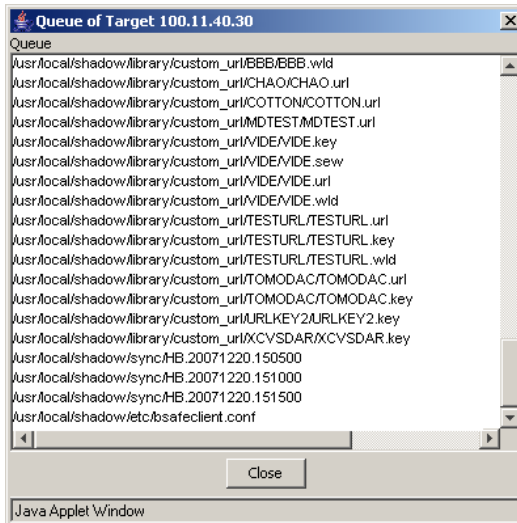 Queue of Target 100.11.40.30
Queue
/usr/local/shadow/library/custom_url/BBB/BBB.wld
/usr/local/shadow/library/custom_url/CHAO/CHAO.url
/usr/local/shadow/library/custom_url/COTTON/COTTON.url
/usr/local/shadow/library/custom_url/MDTEST/MDTEST.url
/usr/local/shadow/library/custom_url/VIDE/VIDE.key
/usr/local/shadow/library/custom_url/VIDE/VIDE.sew
/usr/local/shadow/library/custom_url/VIDE/VIDE.url
/usr/local/shadow/library/custom_url/VIDE/VIDE.wld
/usr/local/shadow/library/custom_url/TESTURL/TESTURL.url
/usr/local/shadow/library/custom_url/TESTURL/TESTURL.key
/usr/local/shadow/library/custom_url/TESTURL/TESTURL.wld
/usr/local/shadow/library/custom_url/TOMODAC/TOMODAC.url
/usr/local/shadow/library/custom_url/TOMODAC/TOMODAC.key
/usr/local/shadow/library/custom_url/URLKEY2/URLKEY2.key
/usr/local/shadow/library/custom_url/XCVSDAR/XCVSDAR.key
/usr/local/shadow/sync/HB.20071220.150500
/usr/local/shadow/sync/HB.20071220.151000
/usr/local/shadow/sync/HB.20071220.151500
/usr/local/shadow/etc/bsafeclient.conf
Close
Java Applet Window